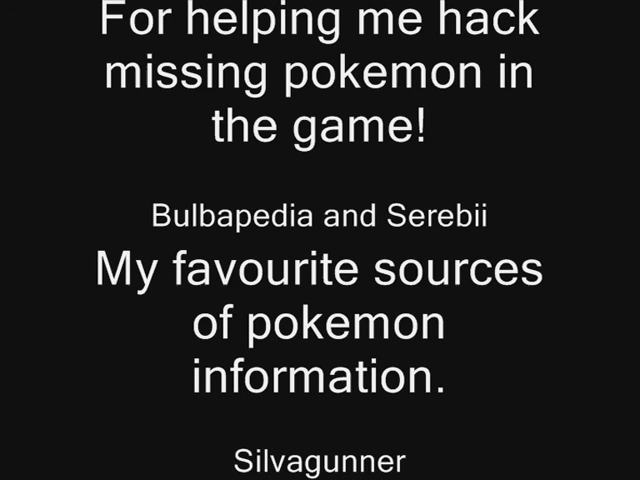 For helping me hack
missing pokemon in
the game!
Bulbapedia and Serebii
My favourite sources
of pokemon
information.
Silvagunner